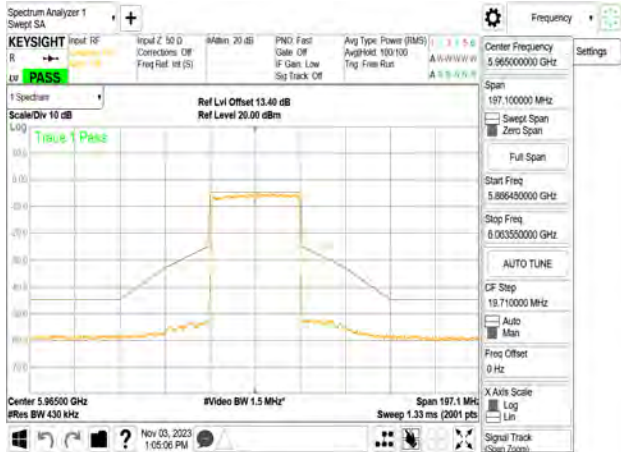 Spectrum Analyzer 1
Swept SA
Frequency
KEYSIGHT
Input: RF
R
LV
PASS
Input Z: 50 Ω
Corrections: Off
Freq Ref: Int (S)
#Atten: 20 dB
PNO: Fast
Gate: Off
IF Gain: Low
Sig Track: Off
Avg Type: Power (RMS)
Avg|Hold: 100/100
Trig: Free Run
1 Spectrum
Scale/Div 10 dB
Ref Lvl Offset 13.40 dB
Ref Level 20.00 dBm
Log
Trace 1 Pass
Center 5.96500 GHz
#Res BW 430 kHz
#Video BW 1.5 MHz*
Span 197.1 MHz
Sweep 1.33 ms (2001 pts
Nov 03, 2023
1:05:06 PM
Center Frequency
5.965000000 GHz
Settings
Span
197.100000 MHz
Swept Span
Zero Span
Full Span
Start Freq
5.866450000 GHz
Stop Freq
6.063550000 GHz
AUTO TUNE
CF Step
19.710000 MHz
Auto
Man
Freq Offset
0 Hz
X Axis Scale
Log
Lin
Signal Track
(Span Zoom)